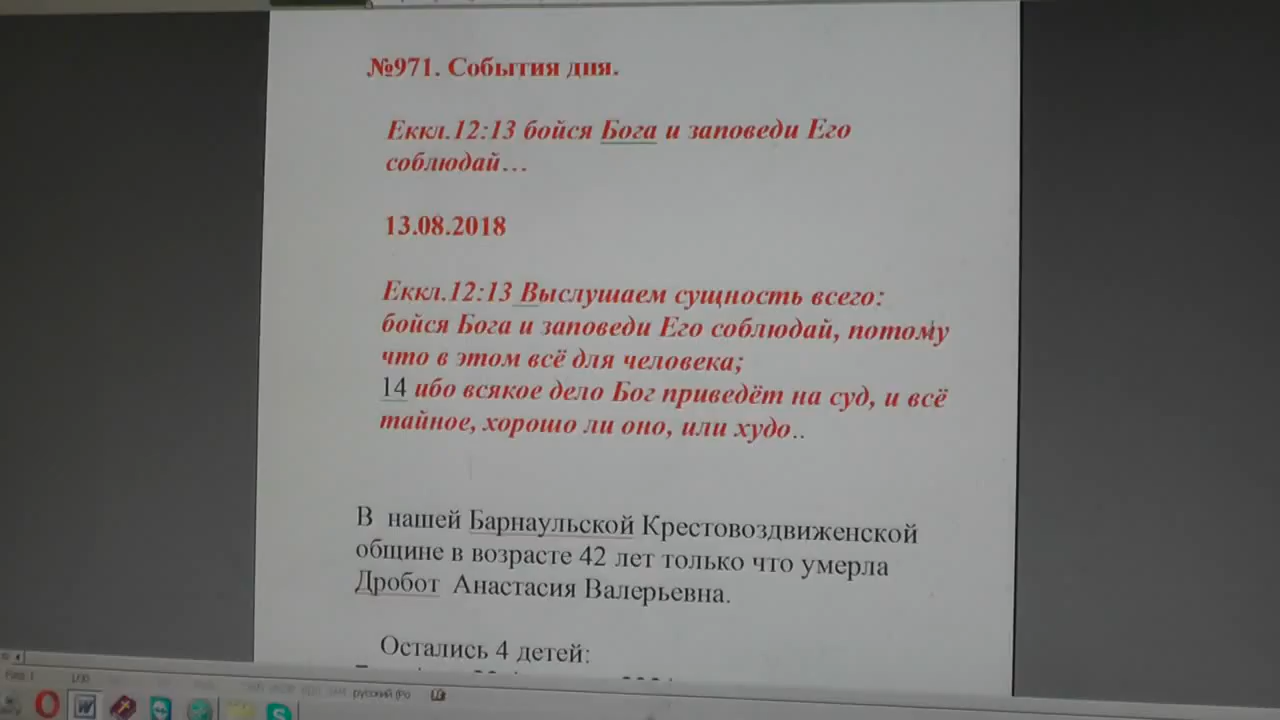 №971. События дня.
Еккл.12:13 бойся Бога и заповеди Его
соблюдай…
13.08.2018
Еккл.12:13 Выслушаем сущность всего:
бойся Бога и заповеди Его соблюдай, потому
что в этом всё для человека;
14 ибо всякое дело Бог приведёт на суд, и всё
тайное, хорошо ли оно, или худо..
В нашей Барнаульской Крестовоздвиженской
общине в возрасте 42 лет только что умерла
Дробот Анастасия Валерьевна.
Остались 4 детей:
русский (Ро